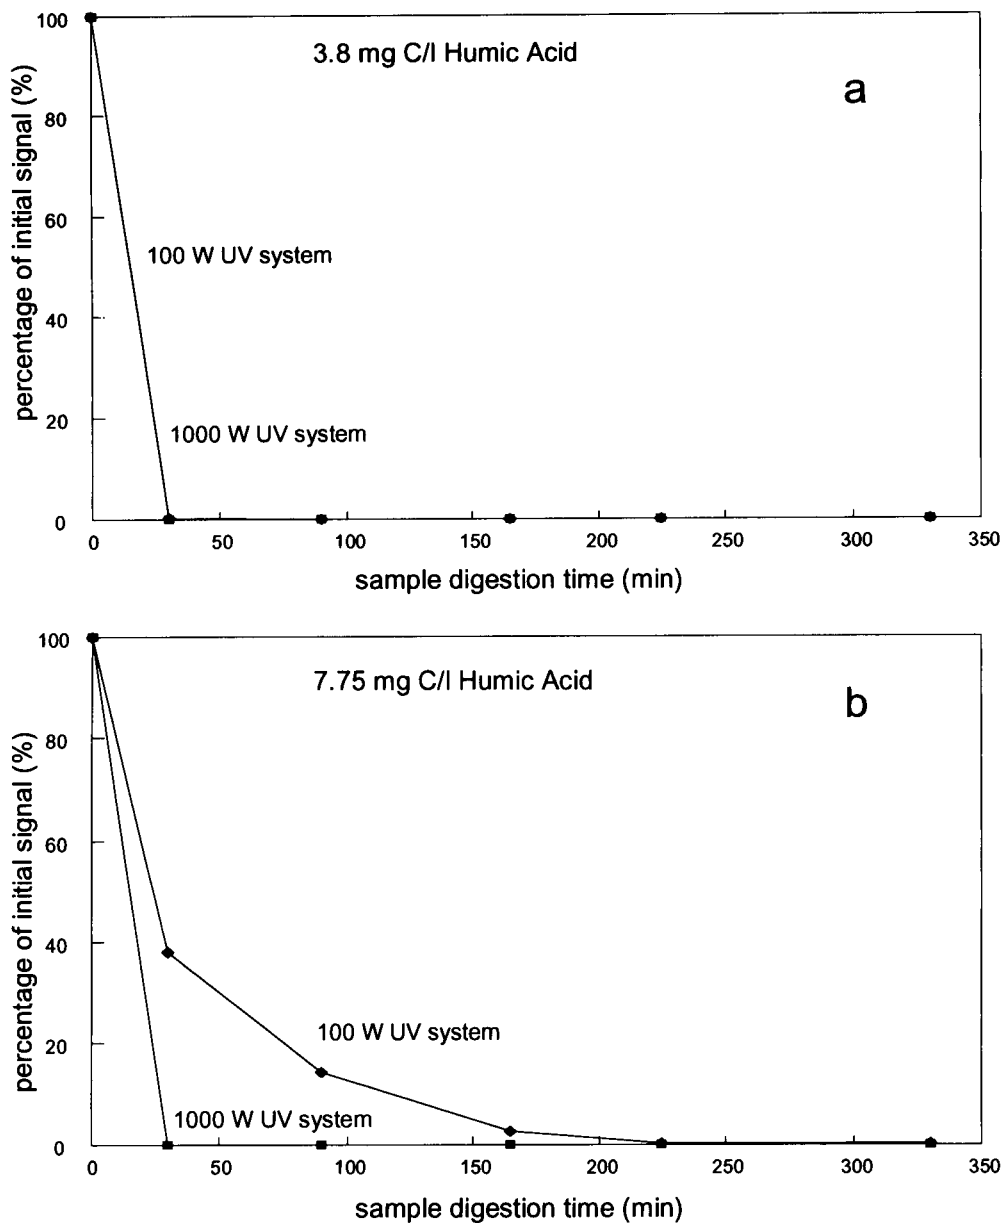 100
80
60
40
20
0
percentage of initial signal (%)
3.8 mg C/l Humic Acid
a
100 W UV system
1000 W UV system
0 50 100 150 200 250 300 350
sample digestion time (min)
100
80
60
40
20
0
percentage of initial signal (%)
7.75 mg C/l Humic Acid
b
100 W UV system
1000 W UV system
0 50 100 150 200 250 300 350
sample digestion time (min)